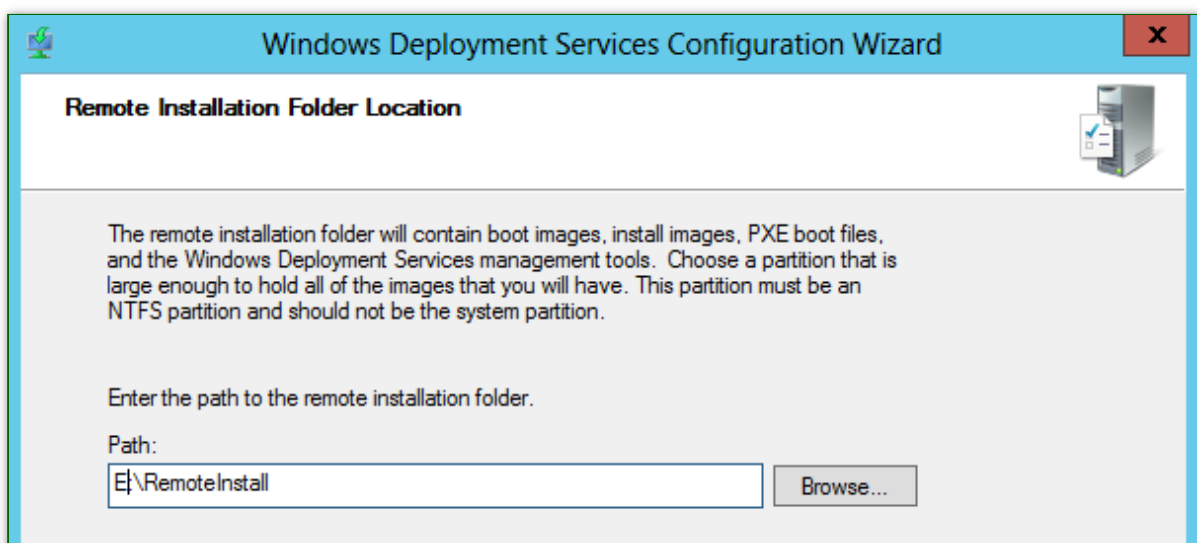 Windows Deployment Services Configuration Wizard
x
Remote Installation Folder Location
The remote installation folder will contain boot images, install images, PXE boot files,
and the Windows Deployment Services management tools. Choose a partition that is
large enough to hold all of the images that you will have. This partition must be an
NTFS partition and should not be the system partition.
Enter the path to the remote installation folder.
Path:
E:\RemoteInstall
Browse...